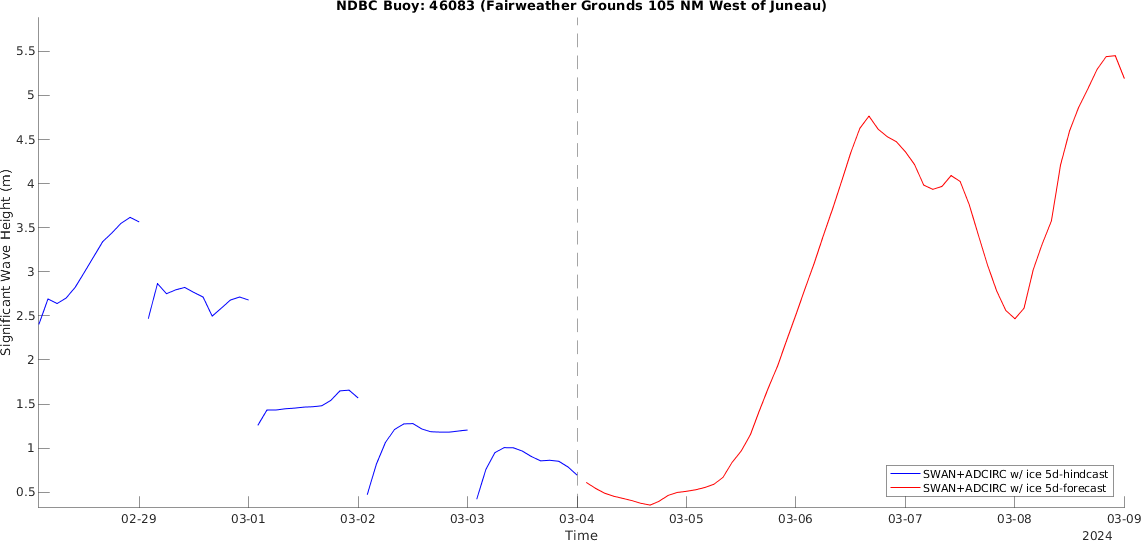 NDBC Buoy: 46083 (Fairweather Grounds 105 NM West of Juneau)
Significant Wave Height (m)
5.5
5
4.5
4
3.5
3
2.5
2
1.5
1
0.5
SWAN+ADCIRC w/ ice 5d-hindcast
SWAN+ADCIRC w/ ice 5d-forecast
02-29 03-01 03-02 03-03 03-04 03-05 03-06 03-07 03-08 03-09
Time
2024